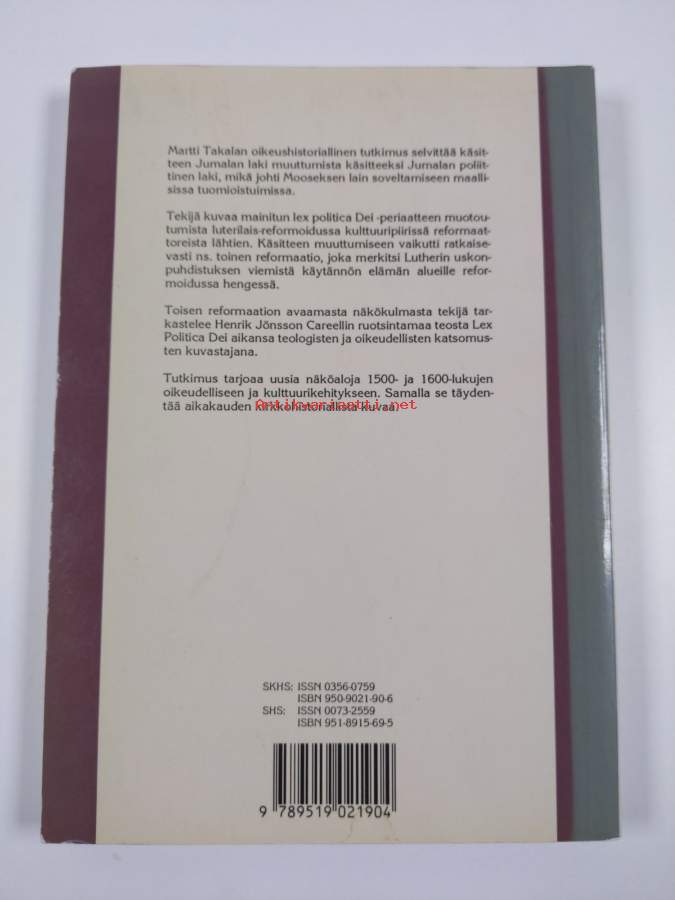 Martti Takalan oikeushistoriallinen tutkimus selvittää käsit-
teen Jumalan laki muuttumista käsitteeksi Jumalan poliit-
tinen laki, mikä johti Mooseksen lain soveltamiseen maalli-
sissa tuomioistuimissa.
Tekijä kuvaa mainitun lex politica Dei -periaatteen muotou-
tumista luterilais-reformoidussa kulttuuripiirissä reformaat-
toreista lähtien. Käsitteen muuttumiseen vaikutti ratkaise-
vasti ns. toinen reformaatio, joka merkitsi Lutherin uskon-
puhdistuksen viemistä käytännön elämän alueille refor-
moidussa hengessä.
Toisen reformaation avaamasta näkökulmasta tekijä tar-
kastelee Henrik Jönsson Careellin ruotsintamaa teosta Lex
Politica Dei aikansa teologisten ja oikeudellisten katsomus-
ten kuvastajana.
Tutkimus tarjoaa uusia näköaloja 1500- ja 1600-lukujen
oikeudelliseen ja kulttuurikehitykseen. Samalla se täyden-
tää aikakauden kirkkohistoriallista kuvaa.
Antikvariaatti.net
SKHS: ISSN 0356-0759
ISBN 950-9021-90-6
SHS: ISSN 0073-2559
ISBN 951-8915-69-5
9 789519 021904